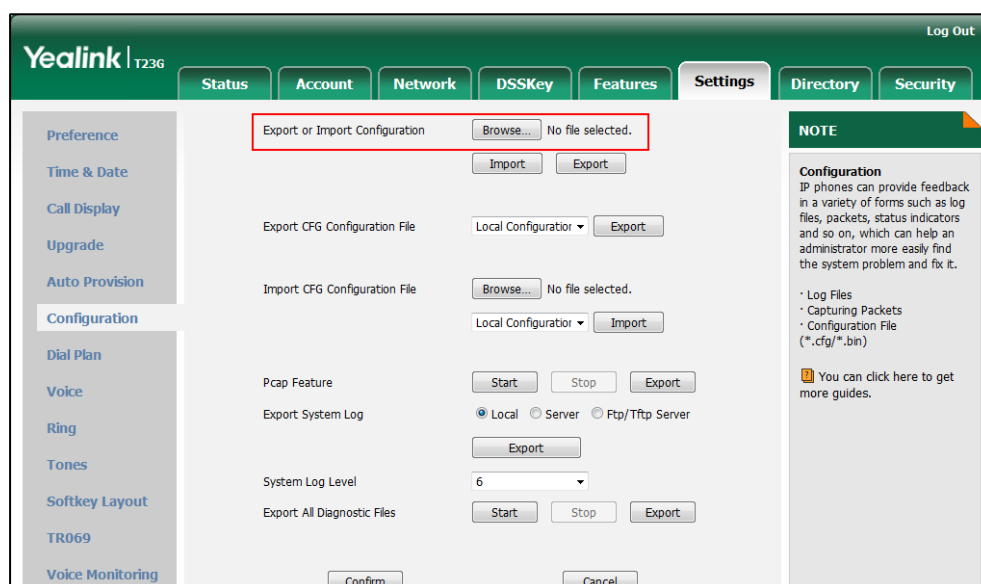 Log Out
Yealink T23G
Status Account Network DSSKey Features Settings Directory Security
Preference
Time & Date
Call Display
Upgrade
Auto Provision
Configuration
Dial Plan
Voice
Ring
Tones
Softkey Layout
TR069
Voice Monitoring
Export or Import Configuration Browse... No file selected.
Import Export
Export CFG Configuration File Local Configuration Export
Import CFG Configuration File Browse... No file selected.
Local Configuration Import
Pcap Feature Start Stop Export
Export System Log Local Server Ftp/Tftp Server
Export
System Log Level 6
Export All Diagnostic Files Start Stop Export
Confirm Cancel
NOTE
Configuration
IP phones can provide feedback
in a variety of forms such as log
files, packets, status indicators
and so on, which can help an
administrator more easily find
the system problem and fix it.
· Log Files
· Capturing Packets
· Configuration File
(*.cfg/*.bin)
You can click here to get
more guides.